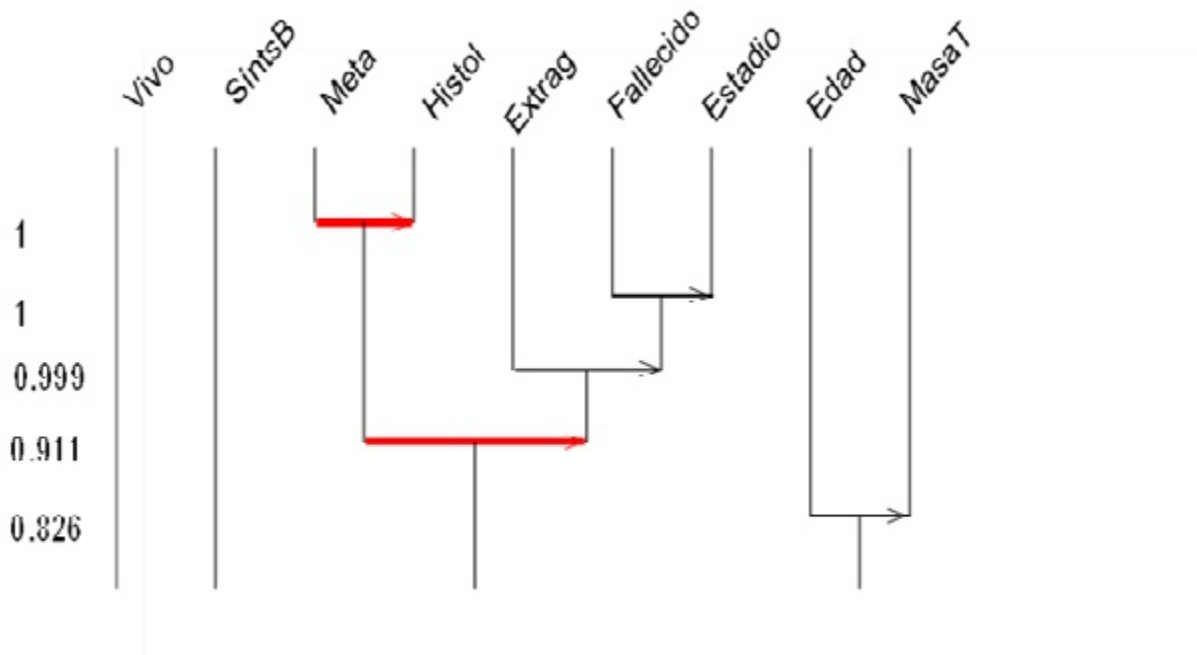 Vivo
SintsB
Meta
Histol
Extrag
Fallecido
Estadio
Edad
MasaT
1
1
0.999
0.911
0.826